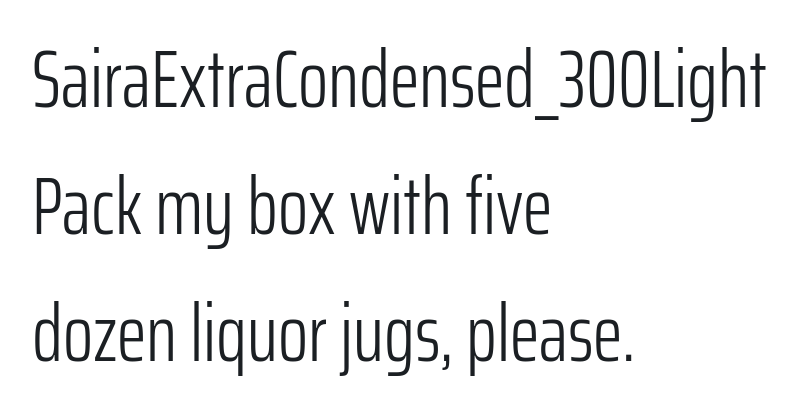 SairaExtraCondensed_300Light
Pack my box with five
dozen liquor jugs, please.